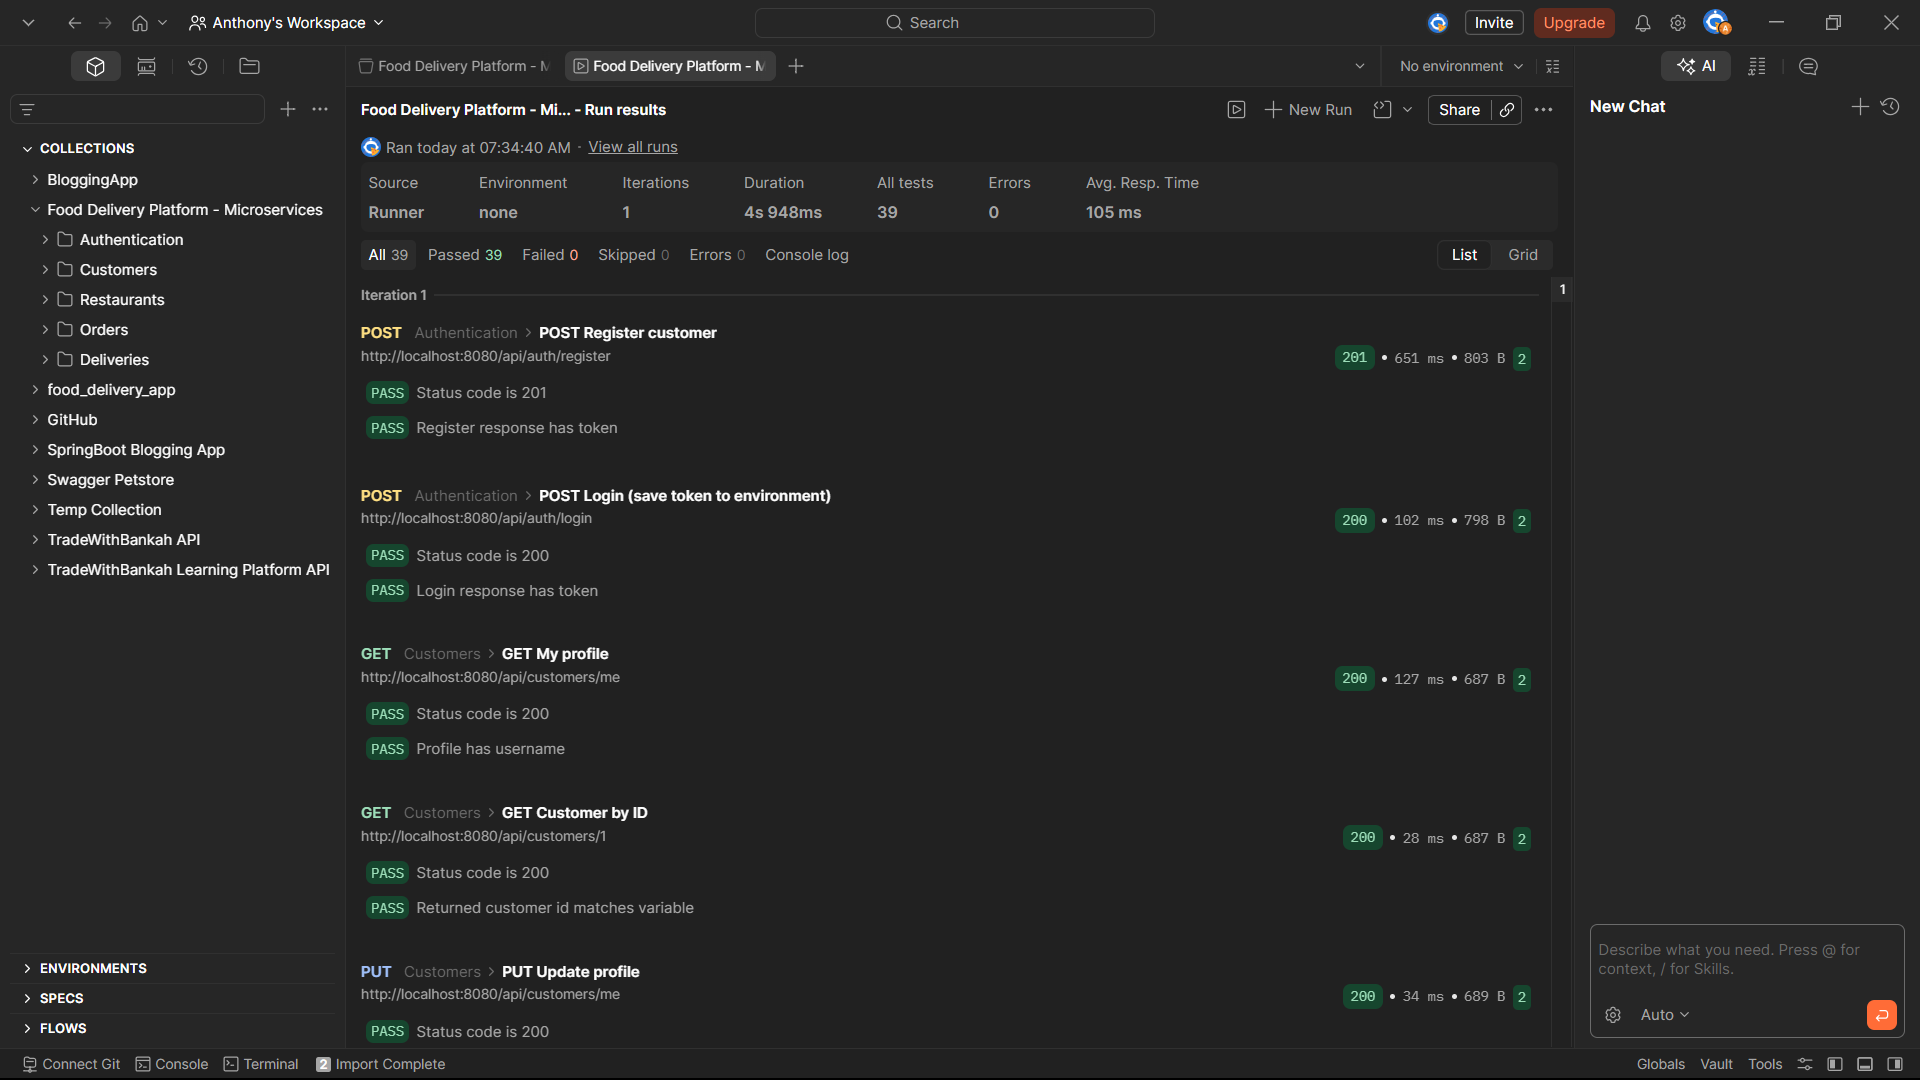 Anthony's Workspace
Search
Invite
Upgrade
Food Delivery Platform - M
Food Delivery Platform - M
No environment
AI
COLLECTIONS
BloggingApp
Food Delivery Platform - Microservices
Authentication
Customers
Restaurants
Orders
Deliveries
food_delivery_app
GitHub
SpringBoot Blogging App
Swagger Petstore
Temp Collection
TradeWithBankah API
TradeWithBankah Learning Platform API
ENVIRONMENTS
SPECS
FLOWS
Food Delivery Platform - Mi... - Run results
New Run
Share
Ran today at 07:34:40 AM · View all runs
Source Environment Iterations Duration All tests Errors Avg. Resp. Time
Runner none 1 4s 948ms 39 0 105 ms
All 39 Passed 39 Failed 0 Skipped 0 Errors 0 Console log
List Grid
Iteration 1
1
POST Authentication > POST Register customer
http://localhost:8080/api/auth/register
201 • 651 ms • 803 B 2
PASS Status code is 201
PASS Register response has token
POST Authentication > POST Login (save token to environment)
http://localhost:8080/api/auth/login
200 • 102 ms • 798 B 2
PASS Status code is 200
PASS Login response has token
GET Customers > GET My profile
http://localhost:8080/api/customers/me
200 • 127 ms • 687 B 2
PASS Status code is 200
PASS Profile has username
GET Customers > GET Customer by ID
http://localhost:8080/api/customers/1
200 • 28 ms • 687 B 2
PASS Status code is 200
PASS Returned customer id matches variable
PUT Customers > PUT Update profile
http://localhost:8080/api/customers/me
200 • 34 ms • 689 B 2
PASS Status code is 200
New Chat
Describe what you need. Press @ for
context, / for Skills.
Auto
Connect Git Console Terminal 2 Import Complete
Globals Vault Tools